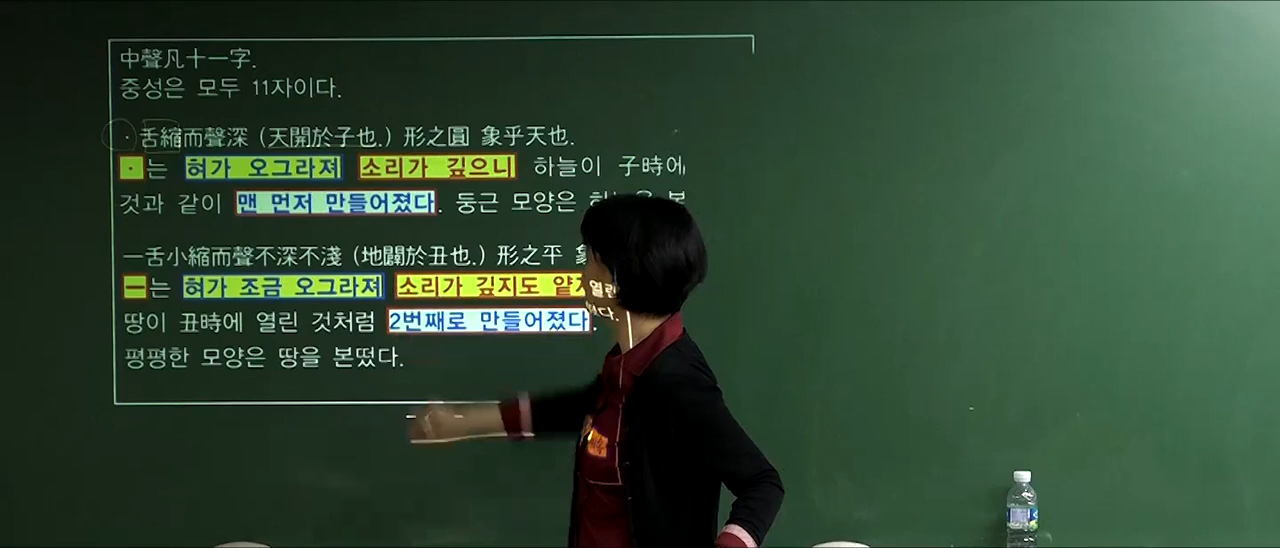 中聲凡十一字.
중성은 모두 11자이다.
· 舌縮而聲深 (天開於子也.) 形之圓 象乎天也.
·는 혀가 오그라져 소리가 깊으니 하늘이 子時에
것과 같이 맨 먼저 만들어졌다. 둥근 모양은
一舌小縮而聲不深不淺 (地闢於丑也.) 形之平
ㅡ는 혀가 조금 오그라져 소리가 깊지도 열린
땅이 丑時에 열린 것처럼 2번째로 만들어졌다.
평평한 모양은 땅을 본떴다.